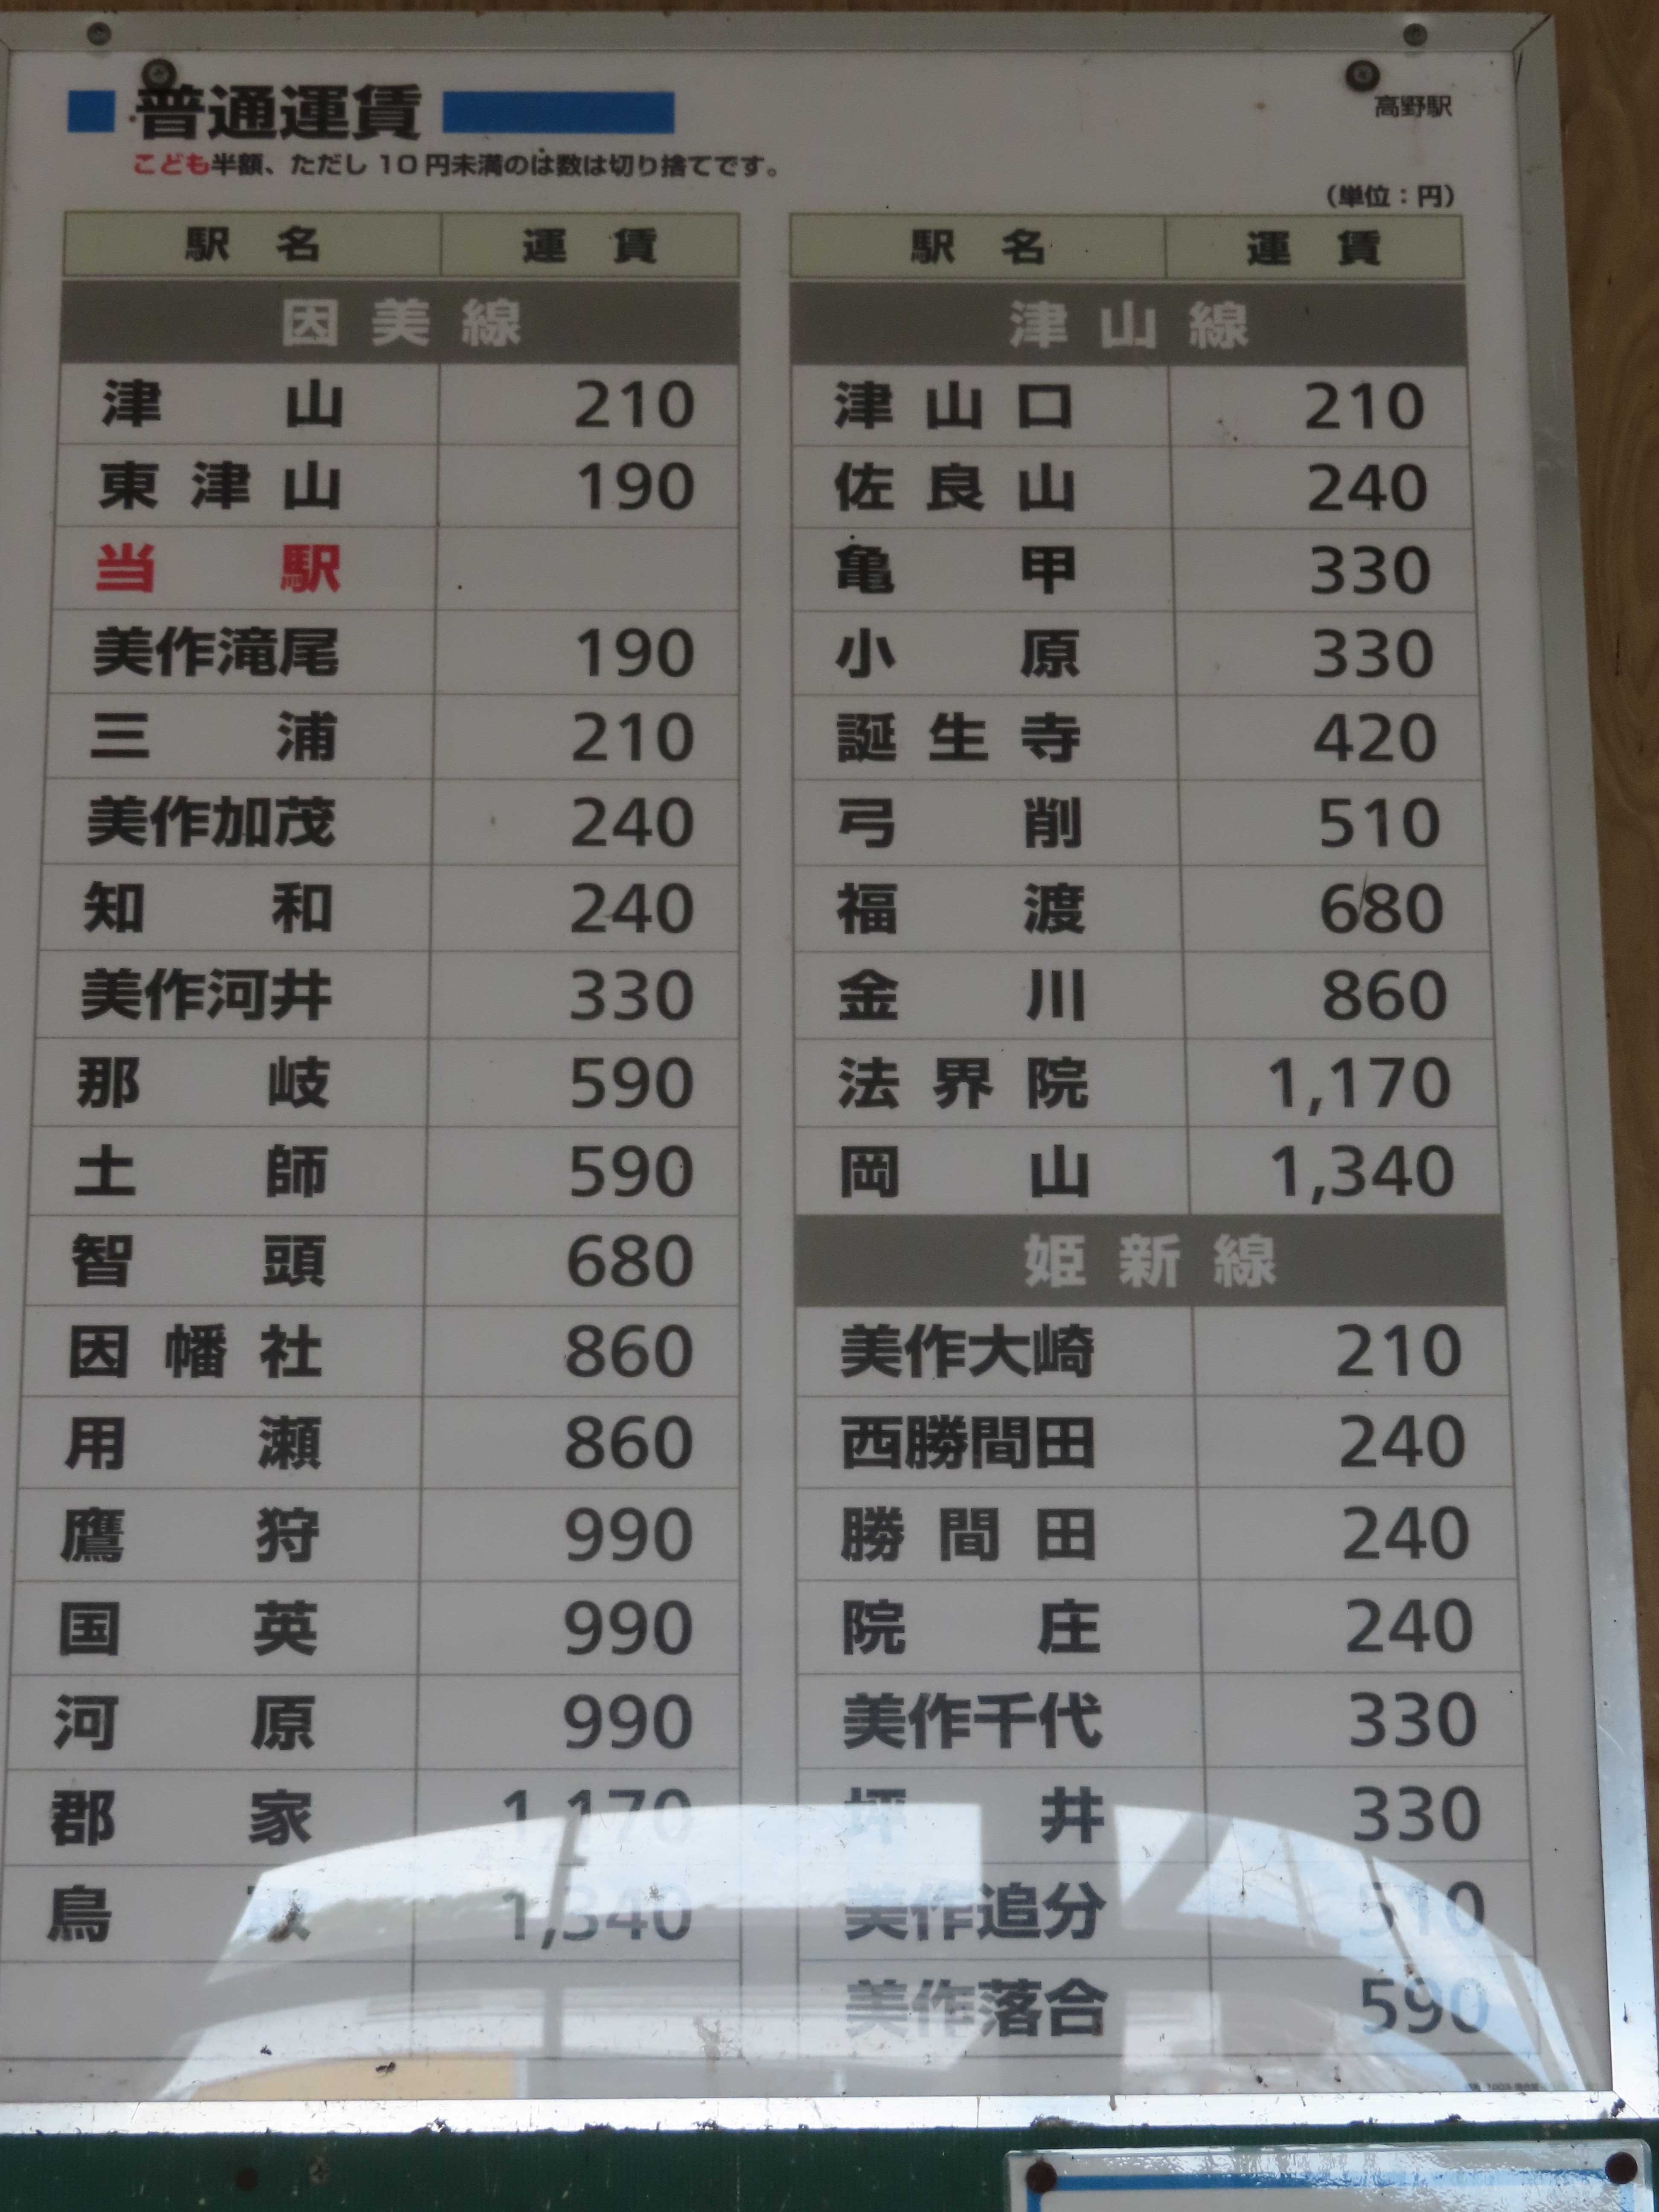 普通運賃
高野駅
こども半額、ただし10円未満のは数は切り捨てです。
(単位:円)
駅名 運賃
因美線
津山 210
東津山 190
当駅
美作滝尾 190
三浦 210
美作加茂 240
知和 240
美作河井 330
那岐 590
土師 590
智頭 680
因幡社 860
用瀬 860
鷹狩 990
国英 990
河原 990
郡家 1,170
鳥取 1,340
駅名 運賃
津山線
津山口 210
佐良山 240
亀甲 330
小原 330
誕生寺 420
弓削 510
福渡 680
金川 860
法界院 1,170
岡山 1,340
姫新線
美作大崎 210
西勝間田 240
勝間田 240
院庄 240
美作千代 330
坪井 330
美作追分 510
美作落合 590